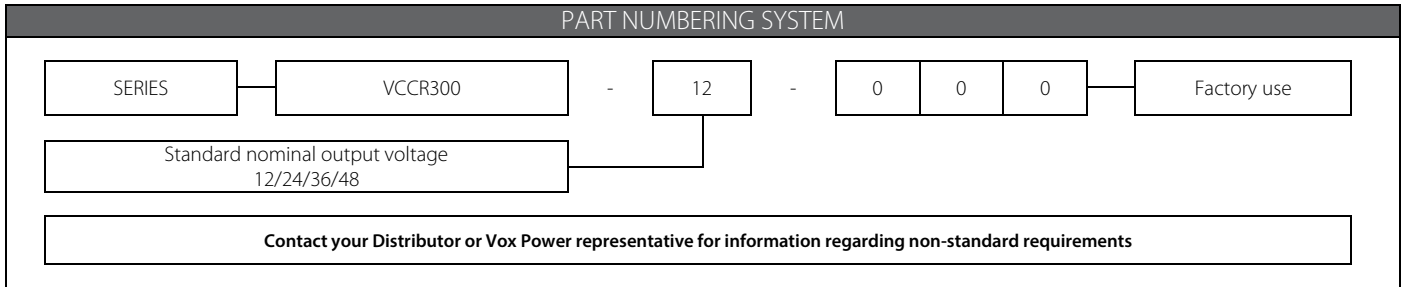 PART NUMBERING SYSTEM
SERIES VCCR300 - 12 - 0 0 0 Factory use
Standard nominal output voltage
12/24/36/48
Contact your Distributor or Vox Power representative for information regarding non-standard requirements